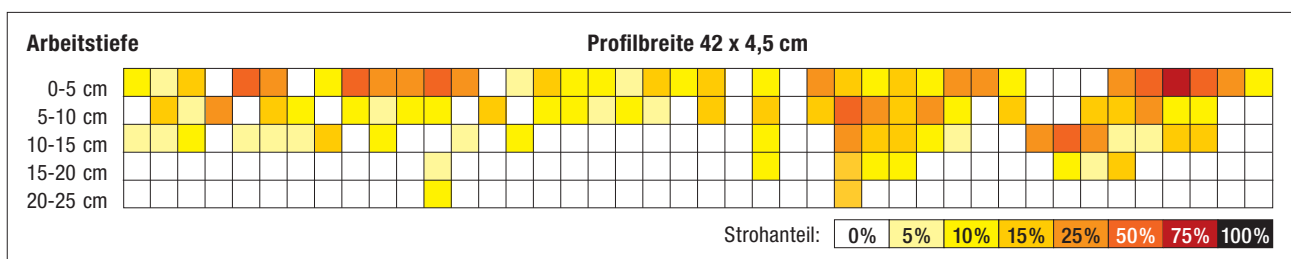 Arbeitstiefe
Profilbreite 42 x 4,5 cm
0-5 cm
5-10 cm
10-15 cm
15-20 cm
20-25 cm
Strohanteil: 0% 5% 10% 15% 25% 50% 75% 100%